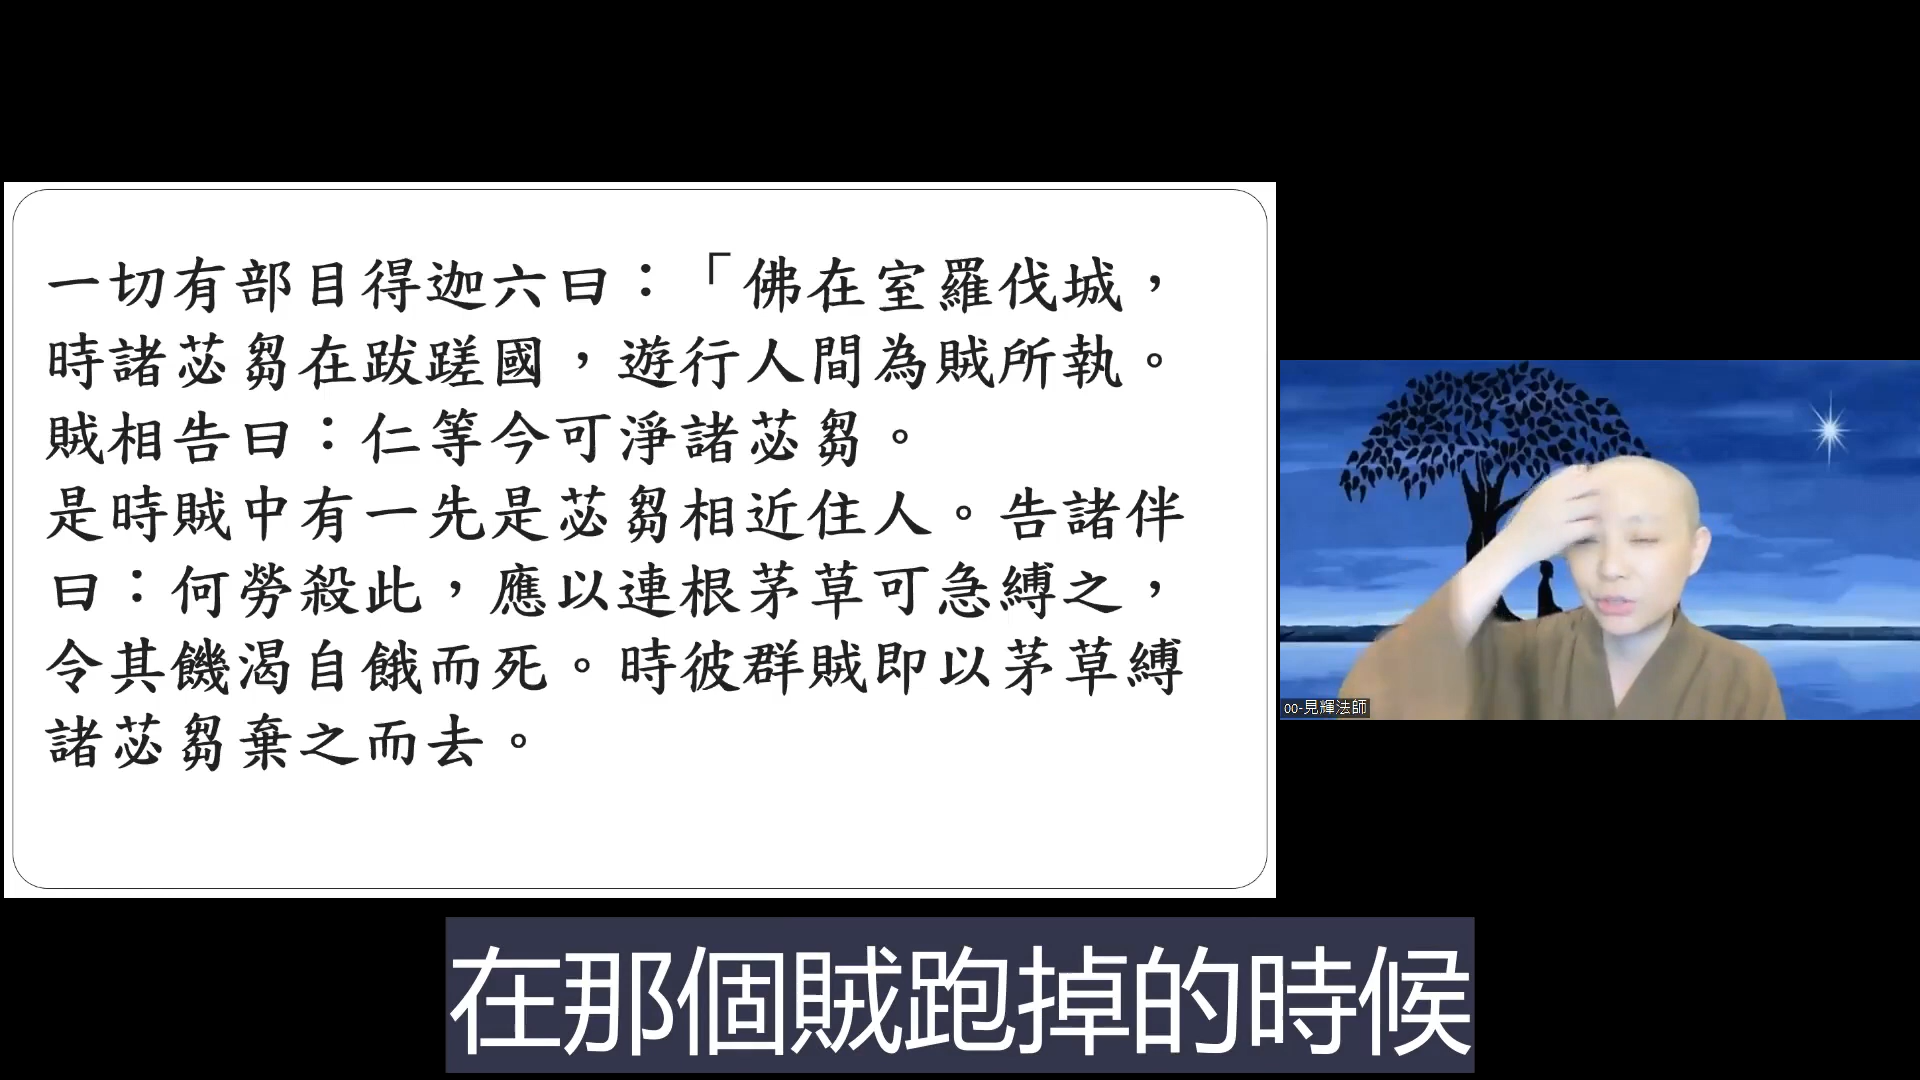 一切有部目得迦六曰：「佛在室羅伐城，
時諸苾芻在跋蹉國，遊行人間為賊所執。
賊相告曰：仁等今可淨諸苾芻。
是時賊中有一先是苾芻相近住人。告諸伴
曰：何勞殺此，應以連根茅草可急縛之，
令其饑渴自餓而死。時彼群賊即以茅草縛
諸苾芻棄之而去。
00-見輝法師
在那個賊跑掉的時候